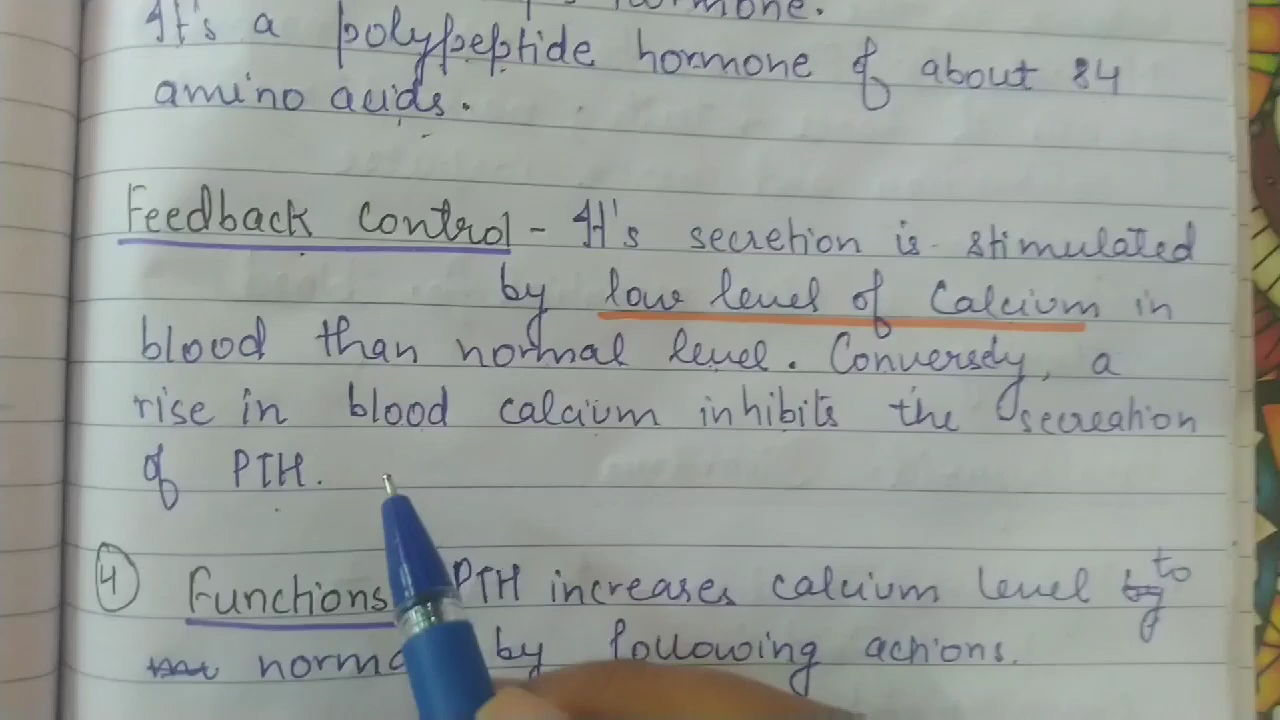 hormone.
It's a polypeptide hormone of about 84
amino acids.
Feedback control - It's secretion is stimulated
by low level of Calcium in
blood than normal level. Conversely, a
rise in blood calcium inhibits the secreation
of PTH.
4 Functions PTH increases calcium level to
norma by following actions.